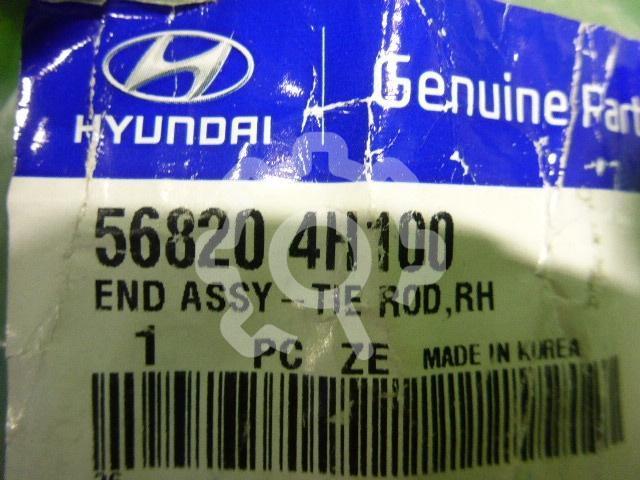 HYUNDAI
Genuine Part
56820 4H100
END ASSY-TIE ROD,RH
1 PC ZE MADE IN KOREA